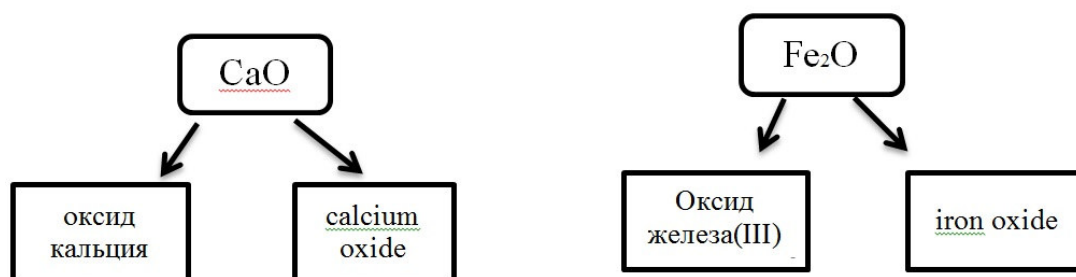 CaO
Fe₂O
оксид
кальция
calcium
oxide
Оксид
железа(III)
iron oxide